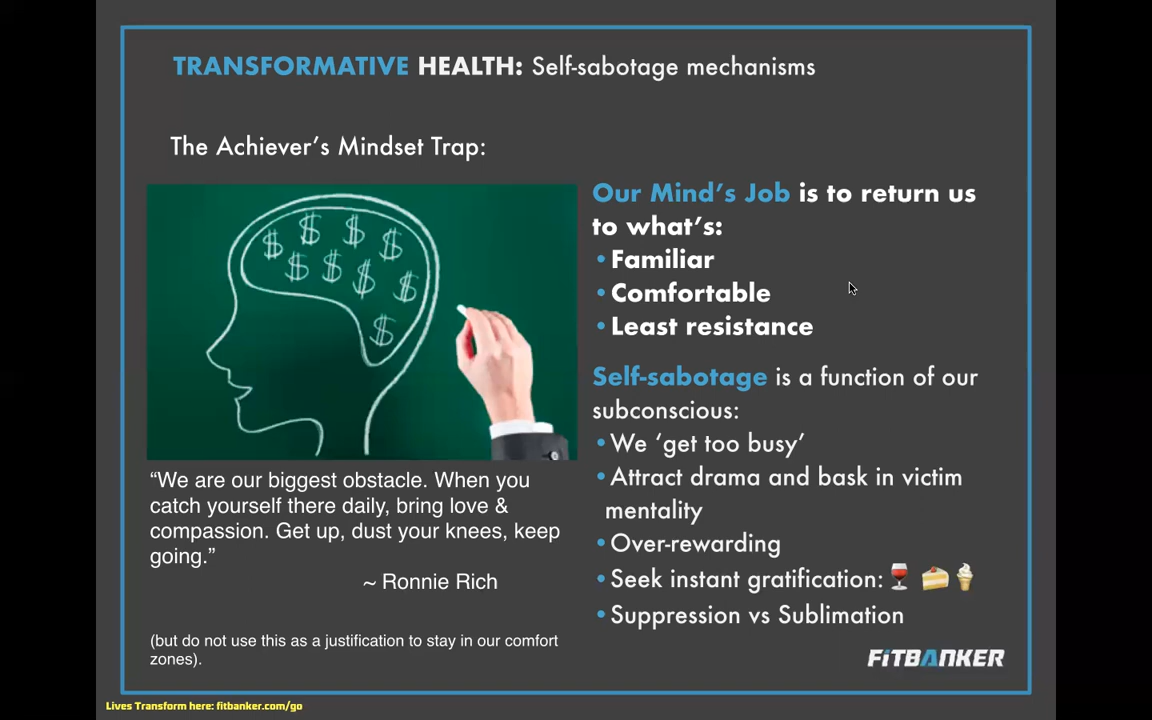 TRANSFORMATIVE HEALTH: Self-sabotage mechanisms
The Achiever's Mindset Trap:
$ $ $ $
$ $ $ $
$
“We are our biggest obstacle. When you
catch yourself there daily, bring love &
compassion. Get up, dust your knees, keep
going.”
~ Ronnie Rich
(but do not use this as a justification to stay in our comfort
zones).
Our Mind’s Job is to return us
to what’s:
•Familiar
•Comfortable
•Least resistance
Self-sabotage is a function of our
subconscious:
•We ‘get too busy’
•Attract drama and bask in victim
mentality
•Over-rewarding
•Seek instant gratification: 🍷 🍰 🍦
•Suppression vs Sublimation
FITBANKER
Lives Transform here: fitbanker.com/go